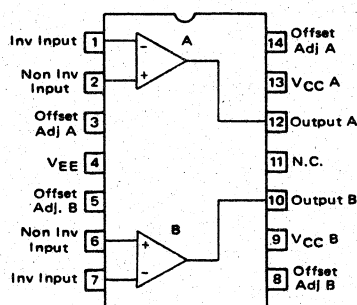 Inv Input 1
Non Inv
Input 2
Offset
Adj A 3
VEE 4
Offset
Adj. B 5
Non Inv
Input 6
Inv Input 7
−
A
+
B
+
−
14 Offset
Adj A
13 VCC A
12 Output A
11 N.C.
10 Output B
9 VCC B
8 Offset
Adj B